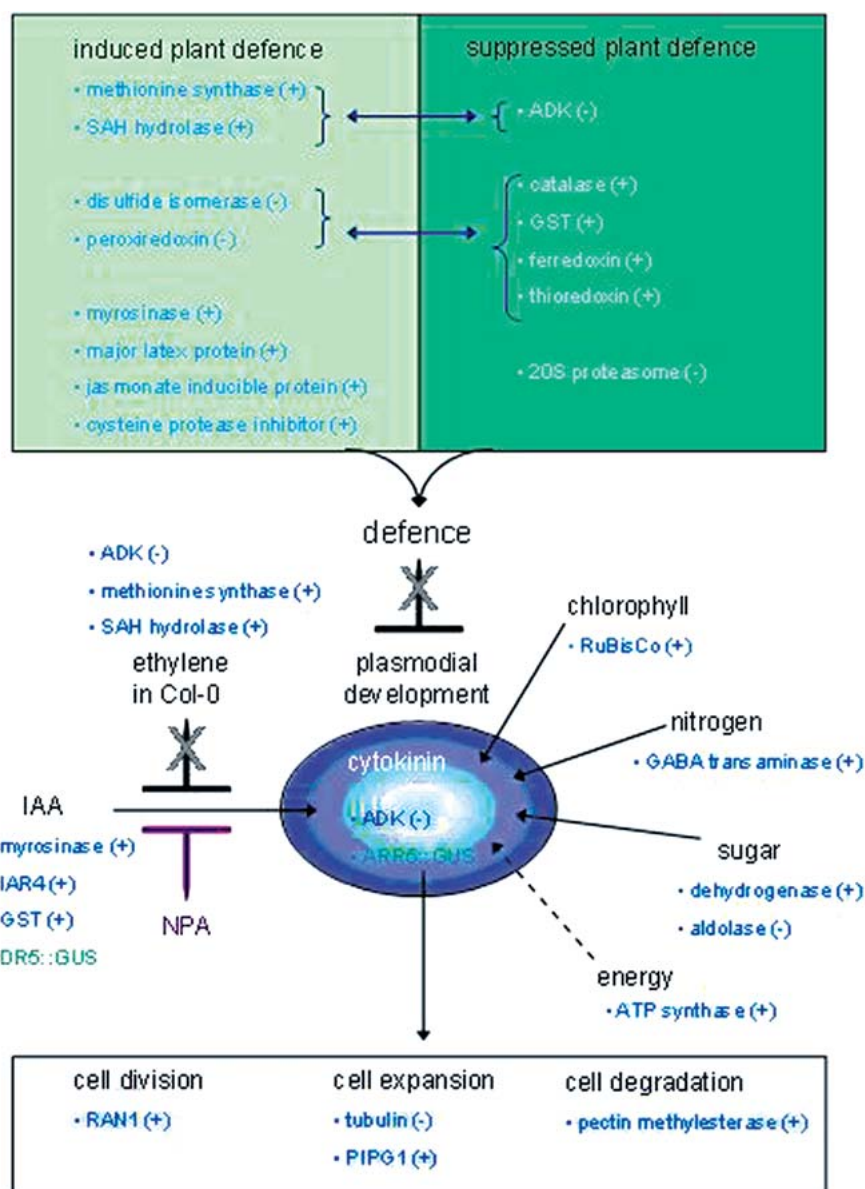 induced plant defence
• methionine synthase (+)
• SAH hydrolase (+)
• disulfide isomerase (-)
• peroxiredoxin (-)
• myrosinase (+)
• major latex protein (+)
• jasmonate inducible protein (+)
• cysteine protease inhibitor (+)
suppressed plant defence
• ADK (-)
• catalase (+)
• GST (+)
• ferredoxin (+)
• thioredoxin (+)
• 20S proteasome (-)
defence
• ADK (-)
• methionine synthase (+)
• SAH hydrolase (+)
ethylene
in Col-0
plasmodial
development
chlorophyll
• RuBisCo (+)
nitrogen
• GABA transaminase (+)
cytokinin
• ADK (-)
• ARR5::GUS
IAA
myrosinase (+)
IAR4 (+)
GST (+)
DR5::GUS
NPA
sugar
• dehydrogenase (+)
• aldolase (-)
energy
• ATP synthase (+)
cell division
• RAN1 (+)
cell expansion
• tubulin (-)
• PIPG1 (+)
cell degradation
• pectin methylesterase (+)